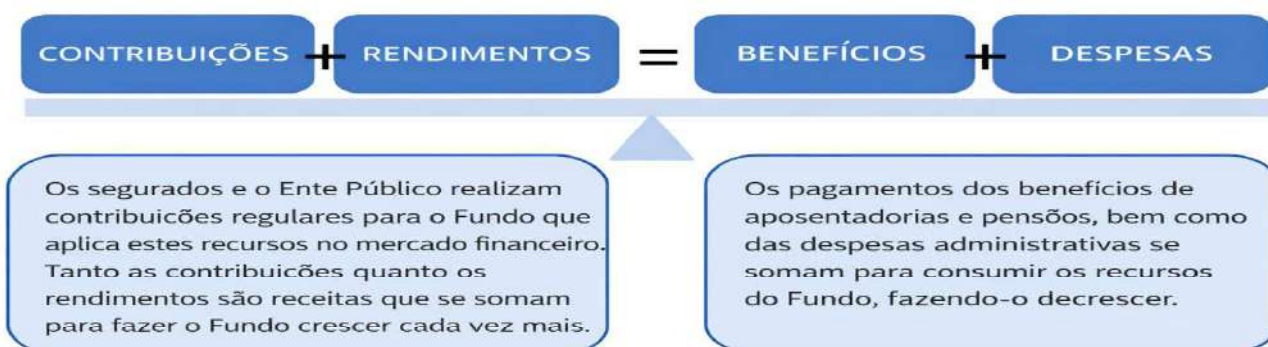 CONTRIBUIÇÕES + RENDIMENTOS = BENEFÍCIOS + DESPESAS
Os segurados e o Ente Público realizam
contribuicões regulares para o Fundo que
aplica estes recursos no mercado financeiro.
Tanto as contribuicões quanto os
rendimentos são receitas que se somam
para fazer o Fundo crescer cada vez mais.
Os pagamentos dos benefícios de
aposentadorias e pensõos, bem como
das despesas administrativas se
somam para consumir os recursos
do Fundo, fazendo-o decrescer.